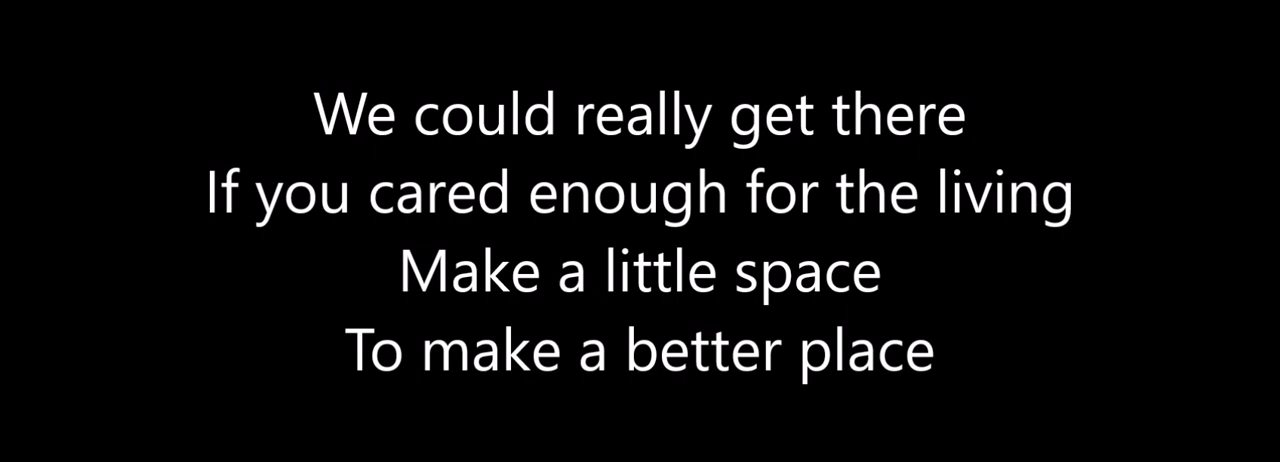 We could really get there
If you cared enough for the living
Make a little space
To make a better place